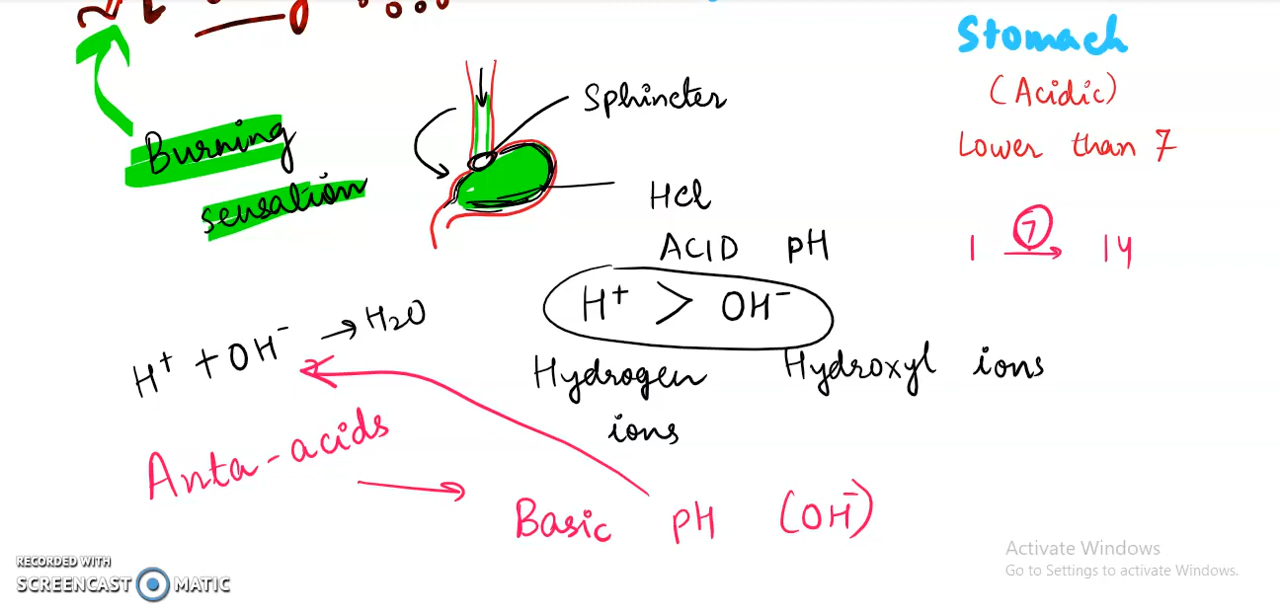 Stomach
(Acidic)
Lower than 7
1 7 → 14
Sphincter
Burning
sensation
HCl
ACID pH
H⁺ > OH⁻
Hydrogen
ions
Hydroxyl ions
H⁺ + OH⁻ → H₂O
Anta-acids
→ Basic pH (OH⁻)
RECORDED WITH
SCREENCAST MATIC
Activate Windows
Go to Settings to activate Windows.